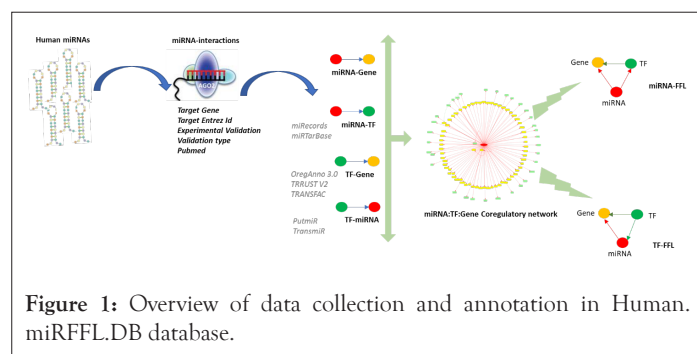 Human miRNAs
miRNA-interactions
AGO2
Target Gene
Target Entrez Id
Experimental Validation
Validation type
Pubmed
miRNA-Gene
miRNA-TF
miRecords
miRTarBase
TF-Gene
OregAnno 3.0
TRRUST V2
TRANSFAC
TF-miRNA
PutmiR
TransmiR
miRNA:TF:Gene Coregulatory network
Gene
TF
miRNA
miRNA-FFL
Gene
TF
miRNA
TF-FFL
Figure 1: Overview of data collection and annotation in Human.
miRFFL.DB database.